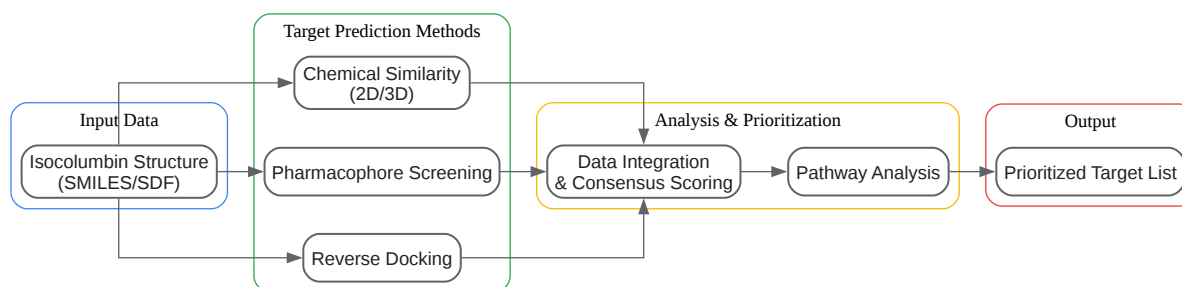 Target Prediction Methods
Chemical Similarity
(2D/3D)
Input Data
Isocolumbin Structure
(SMILES/SDF)
Pharmacophore Screening
Reverse Docking
Analysis & Prioritization
Data Integration
& Consensus Scoring
Pathway Analysis
Output
Prioritized Target List